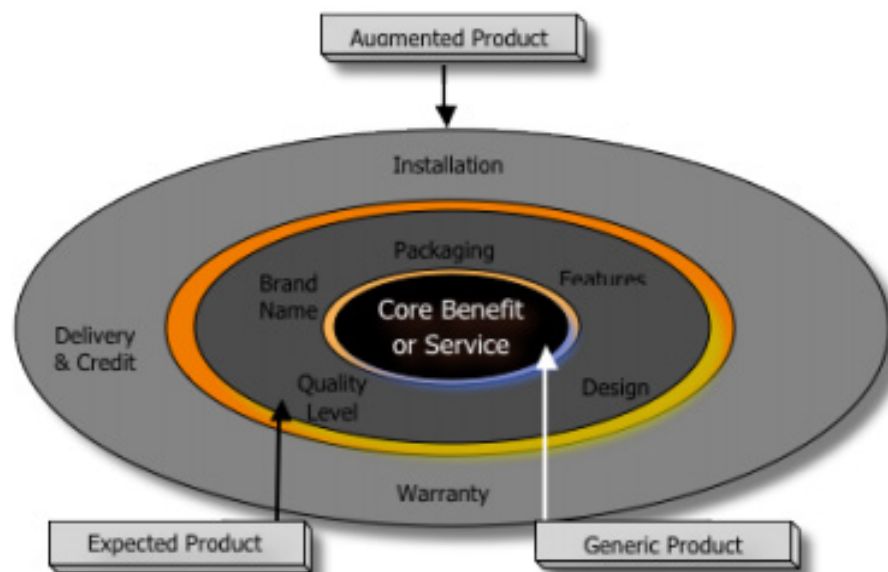 Augmented Product
Installation
Packaging
Features
Brand
Name
Core Benefit
or Service
Delivery
& Credit
Quality
Level
Design
Warranty
Expected Product
Generic Product